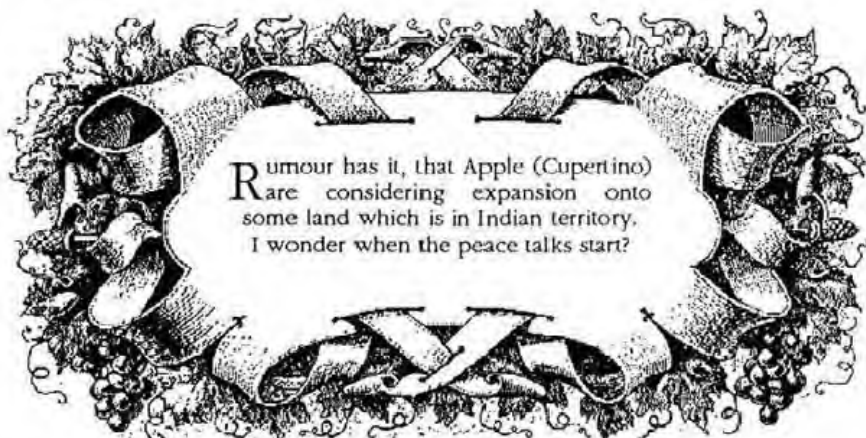 Rumour has it, that Apple (Cupertino)
are considering expansion onto
some land which is in Indian territory.
I wonder when the peace talks start?